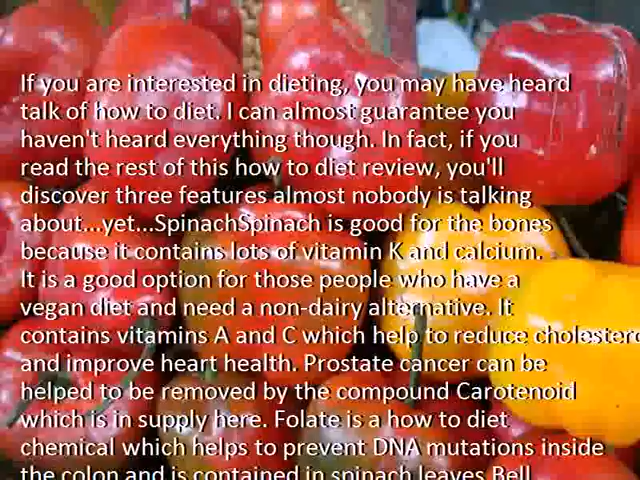 If you are interested in dieting, you may have heard
talk of how to diet. I can almost guarantee you
haven't heard everything though. In fact, if you
read the rest of this how to diet review, you'll
discover three features almost nobody is talking
about...yet...SpinachSpinach is good for the bones
because it contains lots of vitamin K and calcium.
It is a good option for those people who have a
vegan diet and need a non-dairy alternative. It
contains vitamins A and C which help to reduce cholestero
and improve heart health. Prostate cancer can be
helped to be removed by the compound Carotenoid
which is in supply here. Folate is a how to diet
chemical which helps to prevent DNA mutations inside
the colon and is contained in spinach leaves.Bell